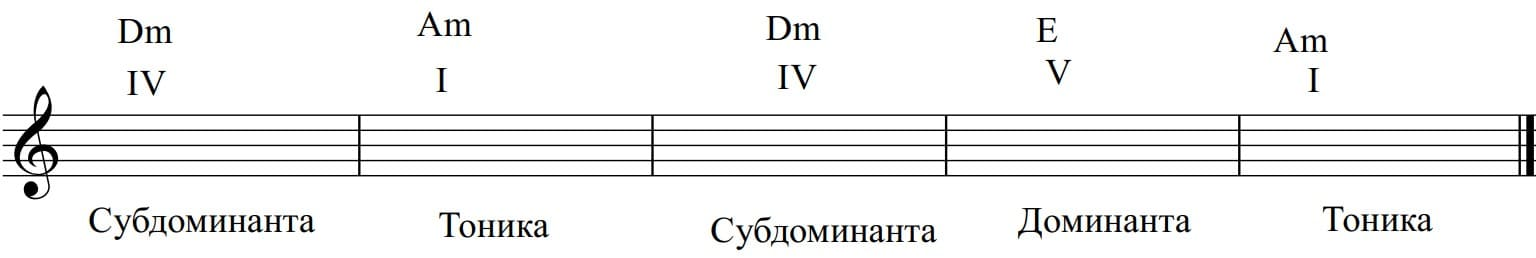 Dm Am Dm E Am
IV I IV V I
Субдоминанта Тоника Субдоминанта Доминанта Тоника